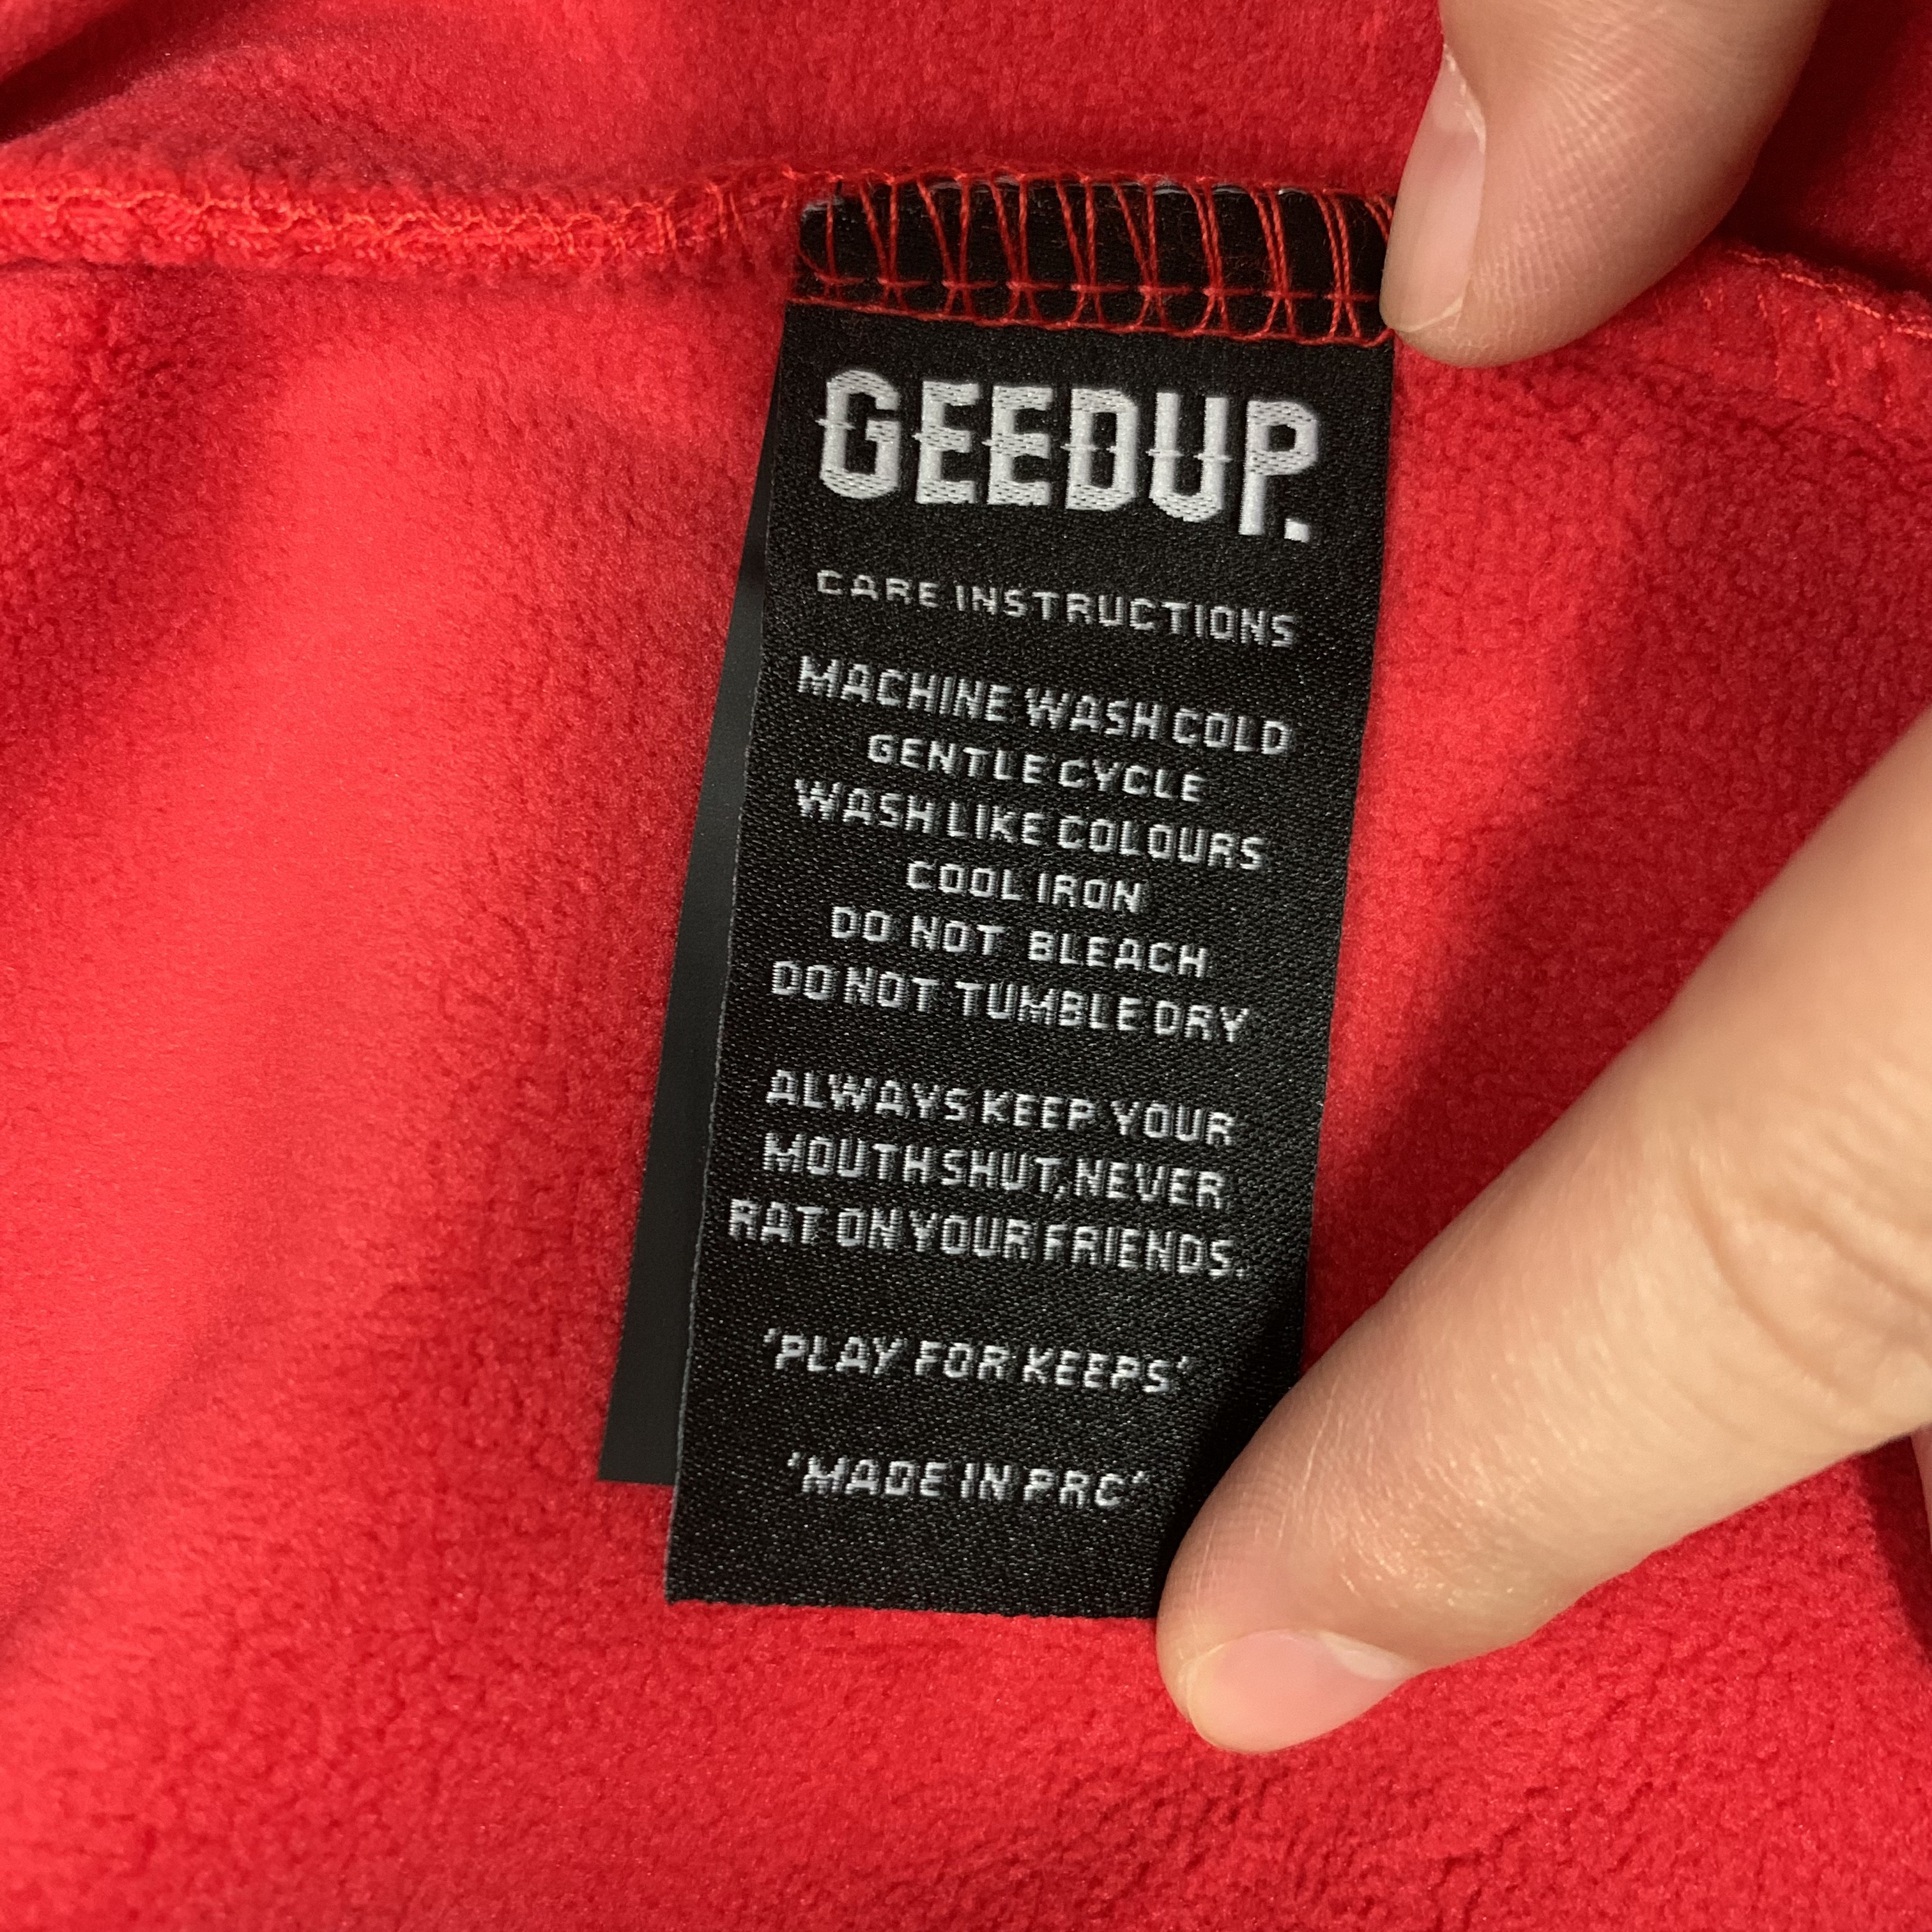 GEEDUP.
CARE INSTRUCTIONS
MACHINE WASH COLD
GENTLE CYCLE
WASH LIKE COLOURS
COOL IRON
DO NOT BLEACH
DO NOT TUMBLE DRY
ALWAYS KEEP YOUR
MOUTH SHUT, NEVER
RAT ON YOUR FRIENDS.
'PLAY FOR KEEPS'
'MADE IN PRC'